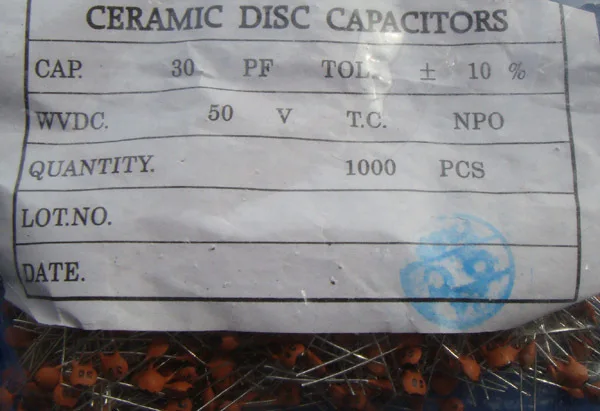 CERAMIC DISC CAPACITORS
CAP. 30 PF TOL. ± 10 %
WVDC. 50 V T.C. NPO
QUANTITY. 1000 PCS
LOT.NO.
DATE.